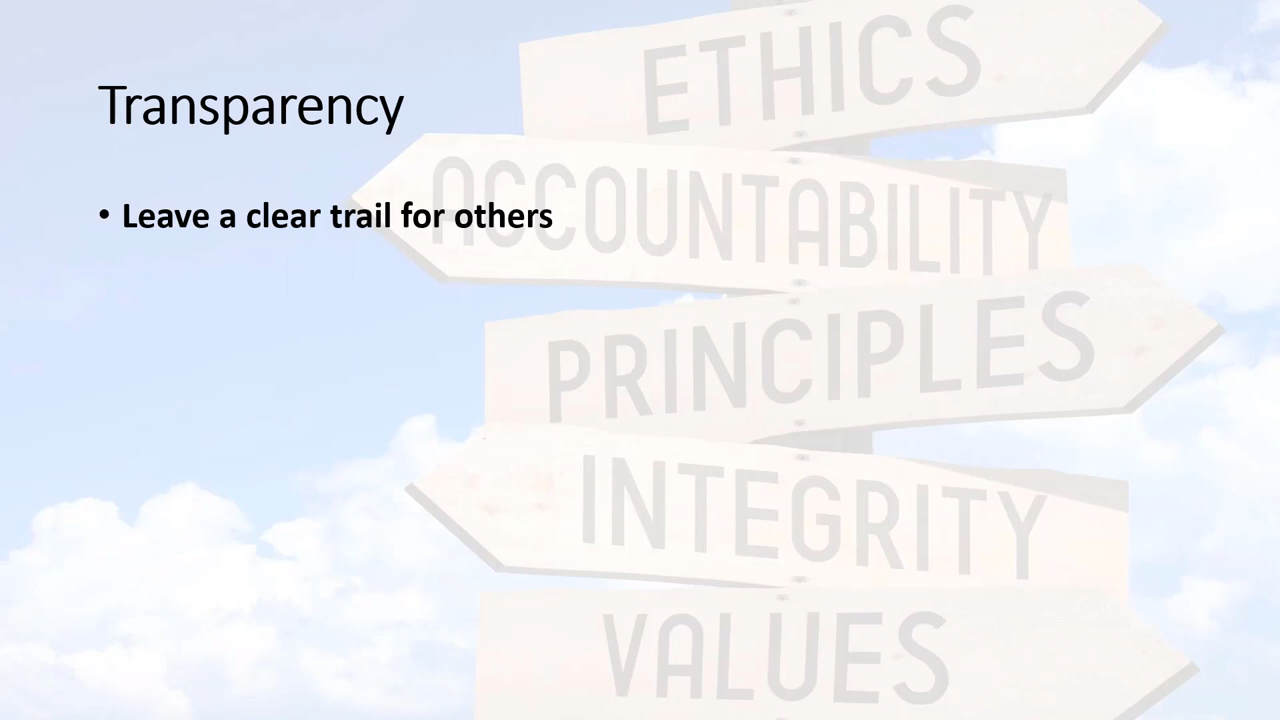 Transparency
• Leave a clear trail for others
ETHICS
ACCOUNTABILITY
PRINCIPLES
INTEGRITY
VALUES